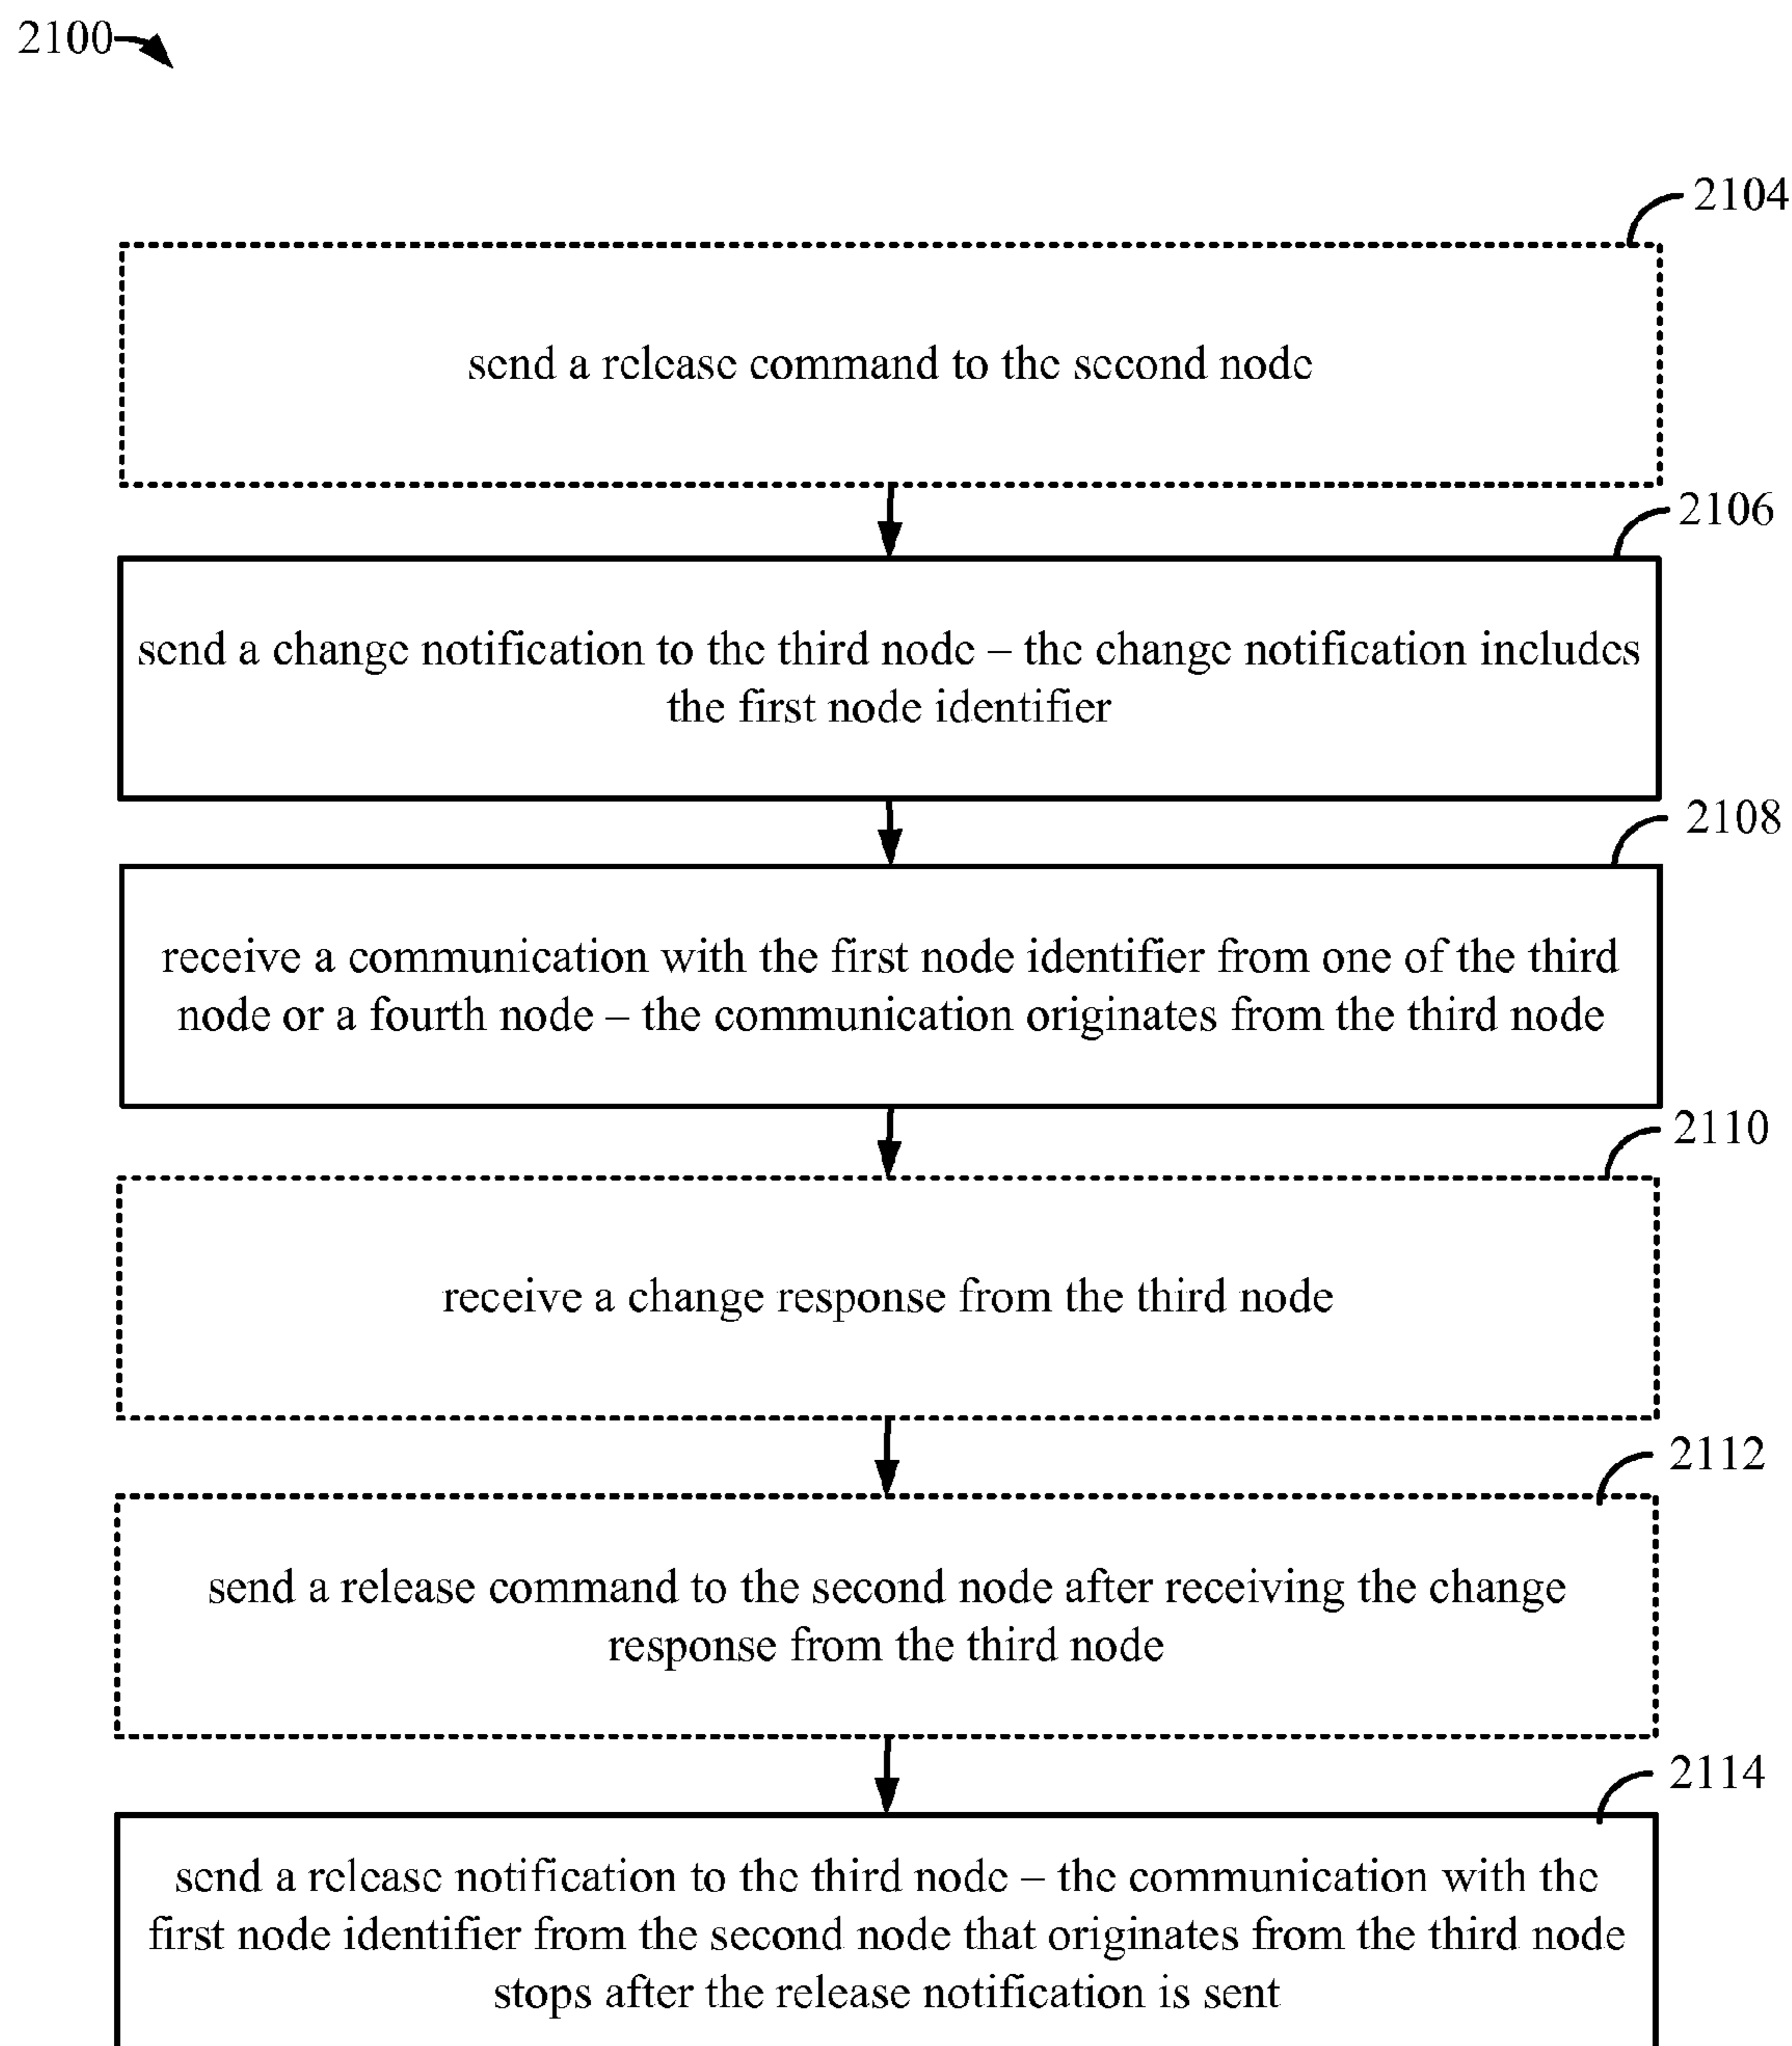 2100
2104
send a release command to the second node
2106
send a change notification to the third node – the change notification includes
the first node identifier
2108
receive a communication with the first node identifier from one of the third
node or a fourth node – the communication originates from the third node
2110
receive a change response from the third node
2112
send a release command to the second node after receiving the change
response from the third node
2114
send a release notification to the third node – the communication with the
first node identifier from the second node that originates from the third node
stops after the release notification is sent